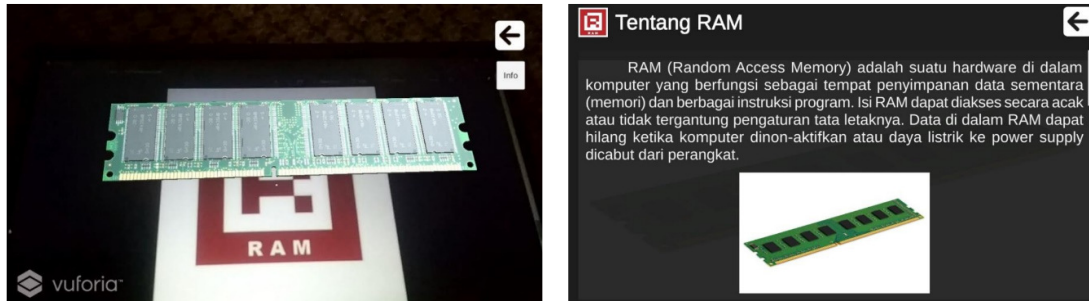 Info
RAM
vuforia™
R
RAM
Tentang RAM
RAM (Random Access Memory) adalah suatu hardware di dalam
komputer yang berfungsi sebagai tempat penyimpanan data sementara
(memori) dan berbagai instruksi program. Isi RAM dapat diakses secara acak
atau tidak tergantung pengaturan tata letaknya. Data di dalam RAM dapat
hilang ketika komputer dinon-aktifkan atau daya listrik ke power supply
dicabut dari perangkat.